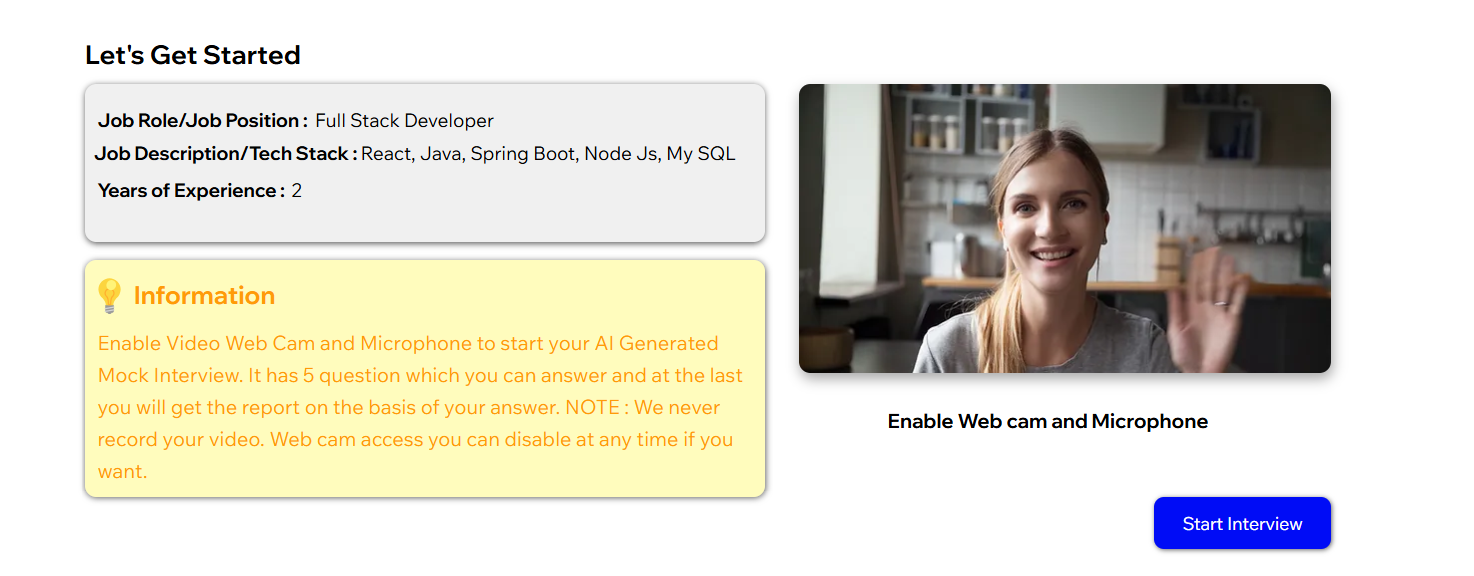 Let's Get Started
Job Role/Job Position : Full Stack Developer
Job Description/Tech Stack : React, Java, Spring Boot, Node Js, My SQL
Years of Experience : 2
Information
Enable Video Web Cam and Microphone to start your AI Generated
Mock Interview. It has 5 question which you can answer and at the last
you will get the report on the basis of your answer. NOTE : We never
record your video. Web cam access you can disable at any time if you
want.
Enable Web cam and Microphone
Start Interview